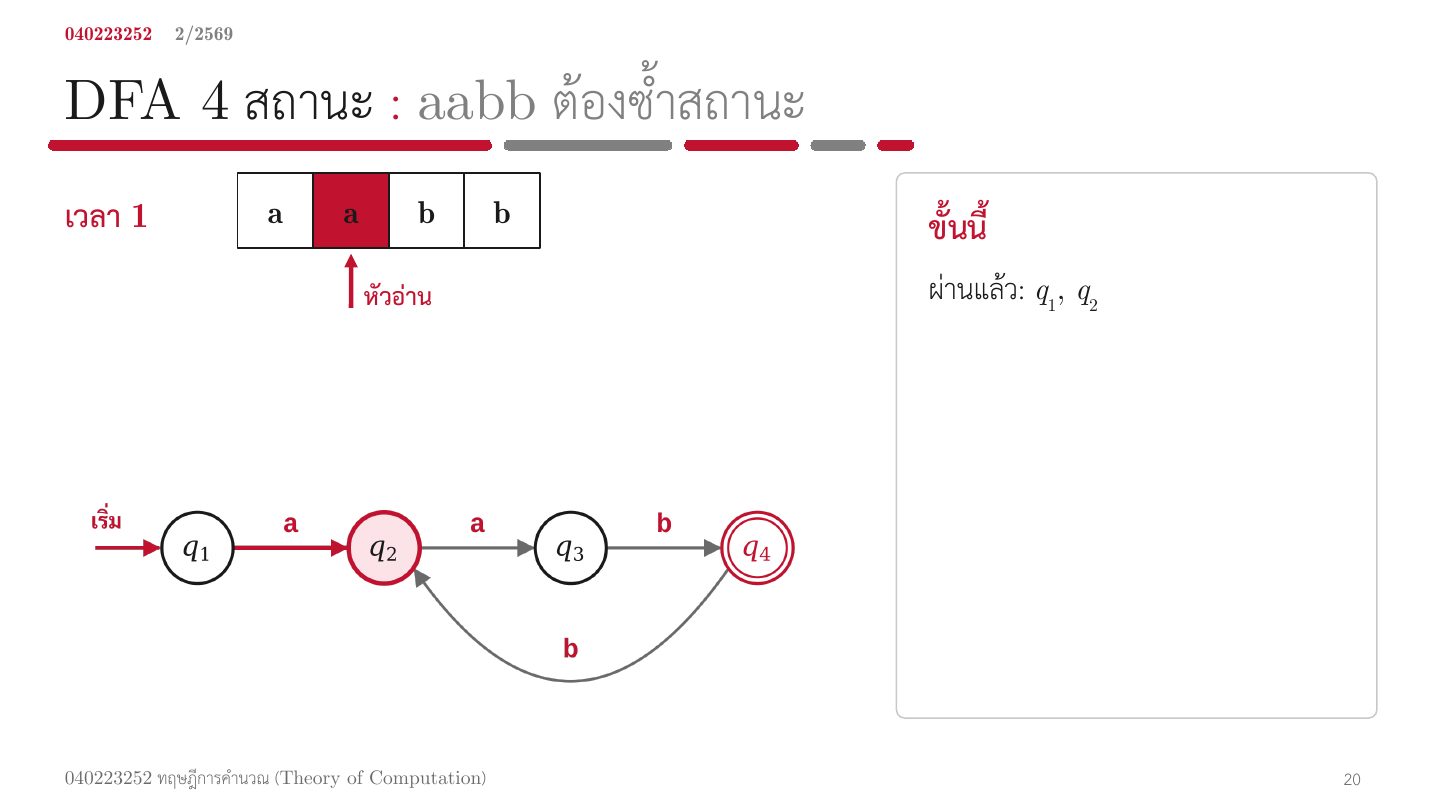 040223252 2/2569
DFA 4 สถานะ : aabb ต้องซ้ำสถานะ
เวลา 1
a a b b
หัวอ่าน
ขั้นนี้
ผ่านแล้ว: q1, q2
เริ่ม a a b
q1 q2 q3 q4
b
040223252 ทฤษฎีการคำนวณ (Theory of Computation) 20